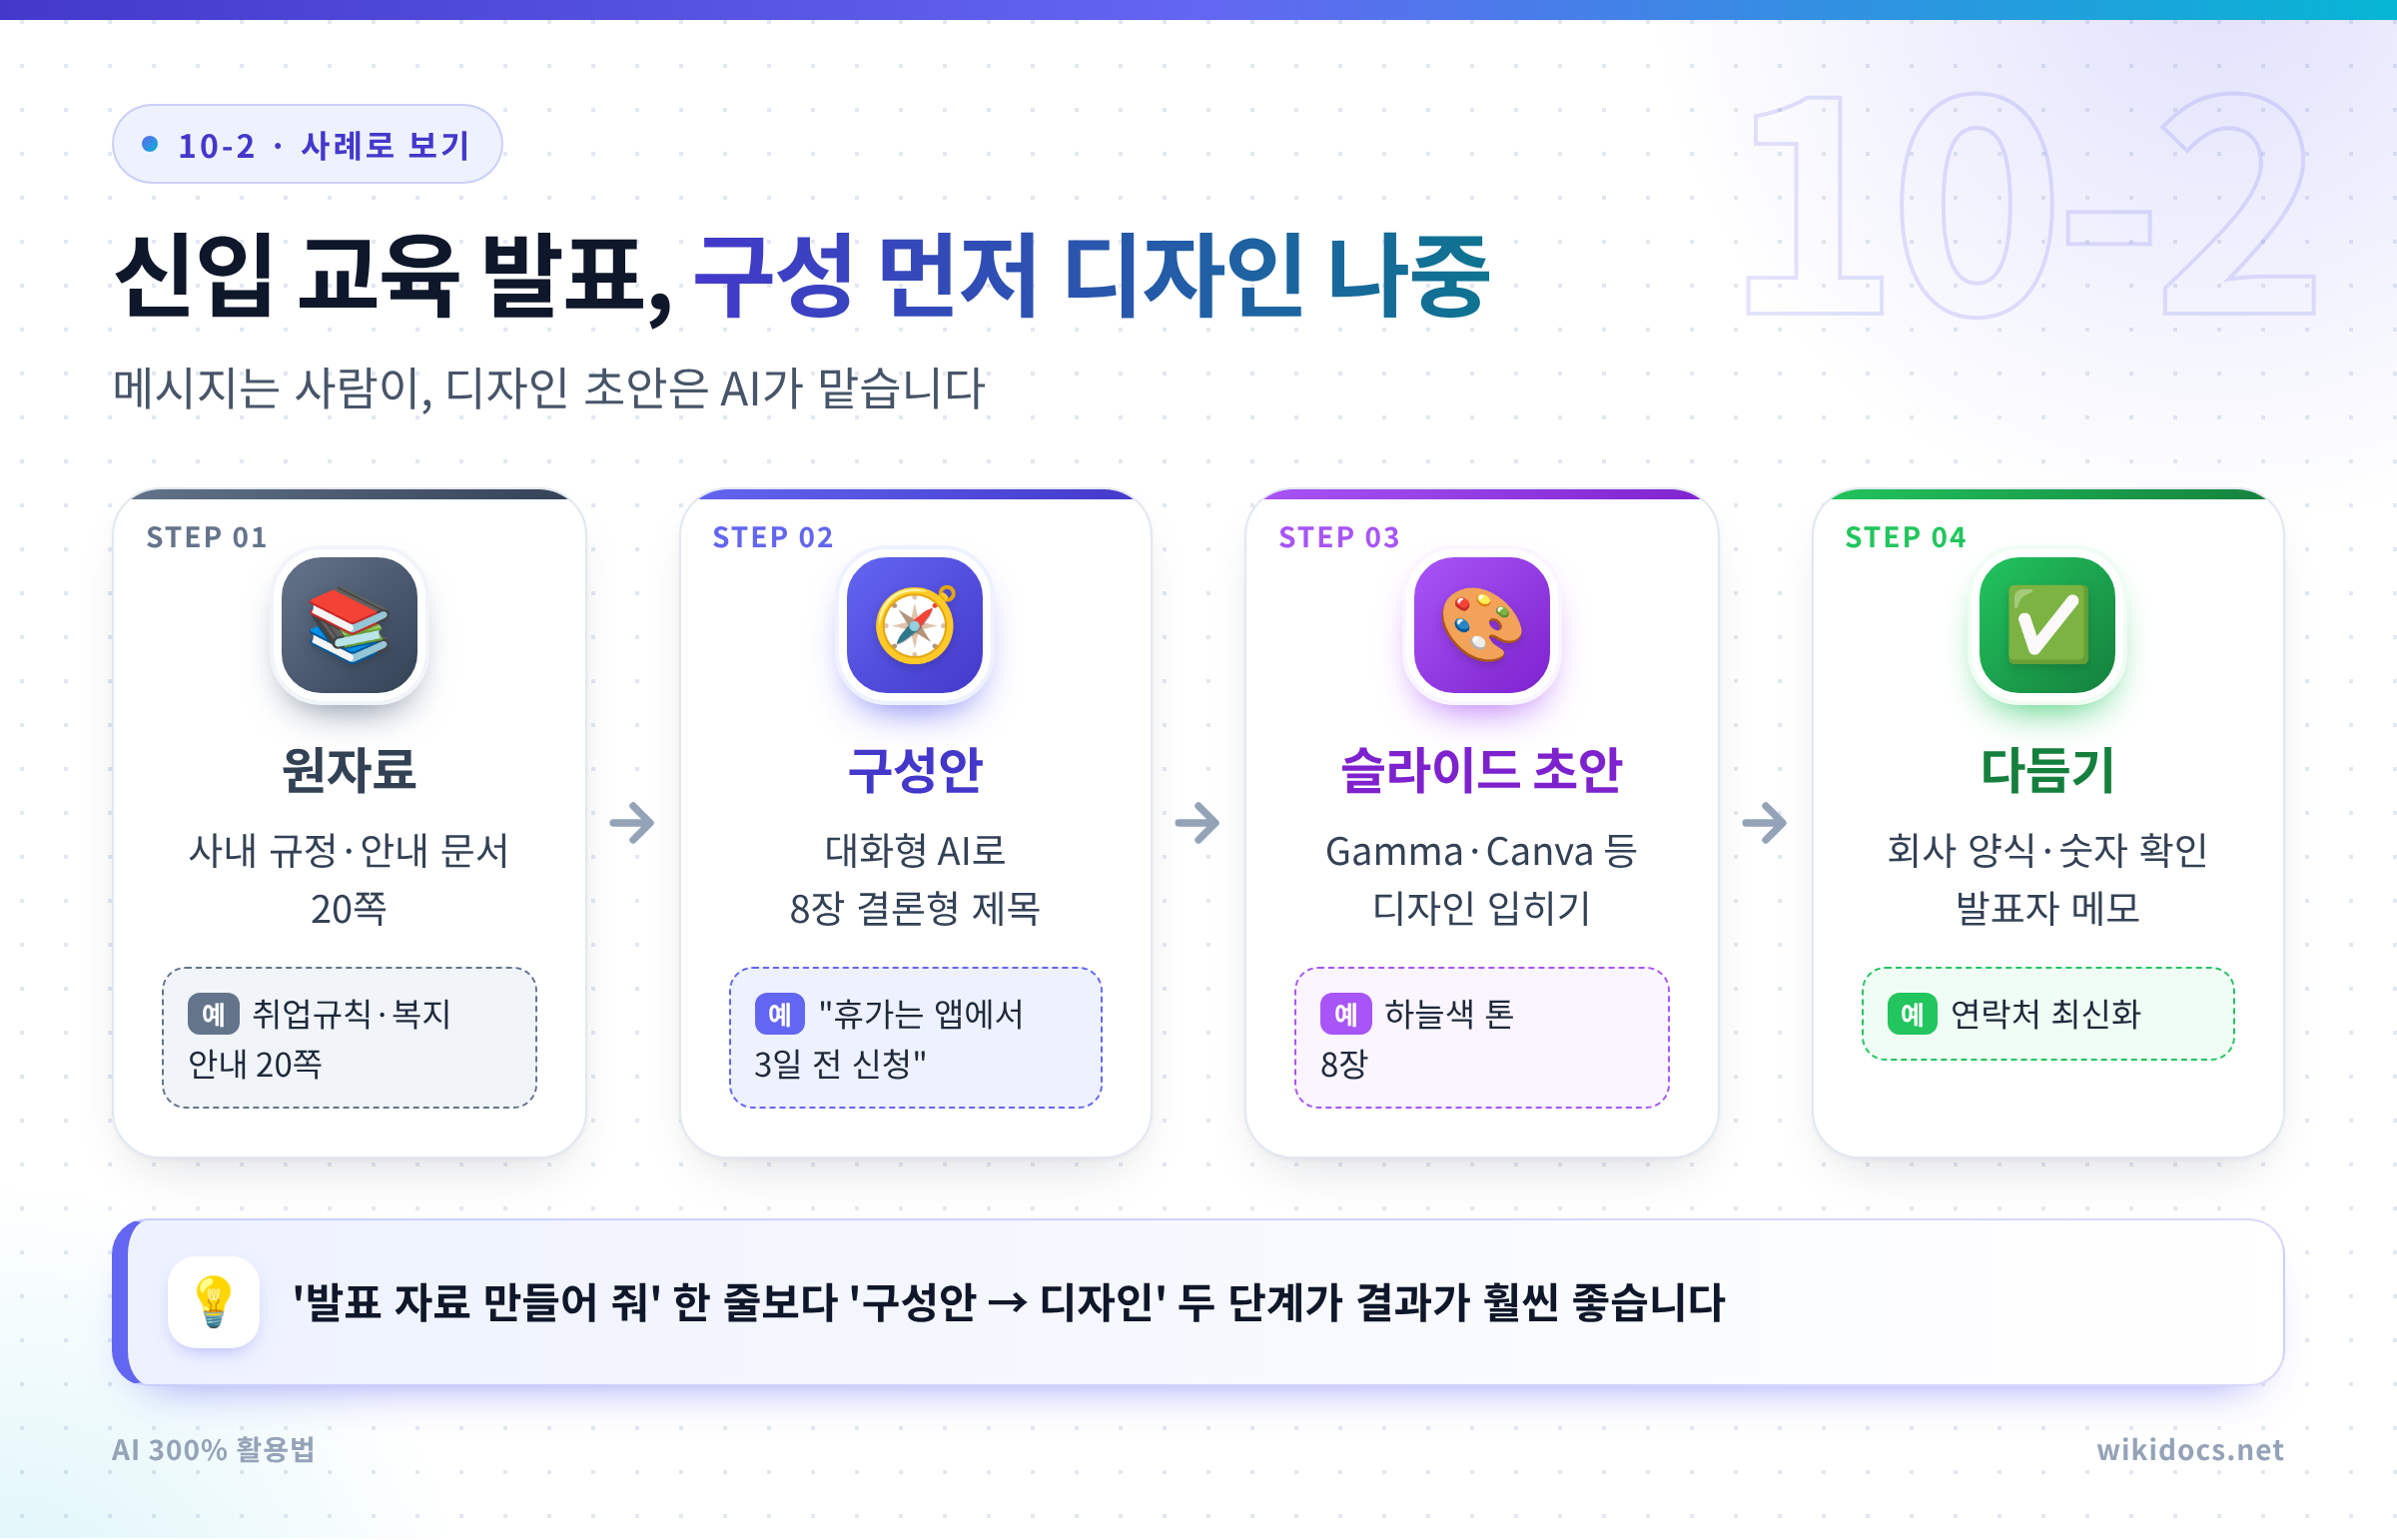 10-2 · 사례로 보기
10-2
신입 교육 발표, 구성 먼저 디자인 나중
메시지는 사람이, 디자인 초안은 AI가 맡습니다
STEP 01
원자료
사내 규정·안내 문서
20쪽
예 취업규칙·복지
안내 20쪽
STEP 02
구성안
대화형 AI로
8장 결론형 제목
예 "휴가는 앱에서
3일 전 신청"
STEP 03
슬라이드 초안
Gamma·Canva 등
디자인 입히기
예 하늘색 톤
8장
STEP 04
다듬기
회사 양식·숫자 확인
발표자 메모
예 연락처 최신화
'발표 자료 만들어 줘' 한 줄보다 '구성안 → 디자인' 두 단계가 결과가 훨씬 좋습니다
AI 300% 활용법
wikidocs.net